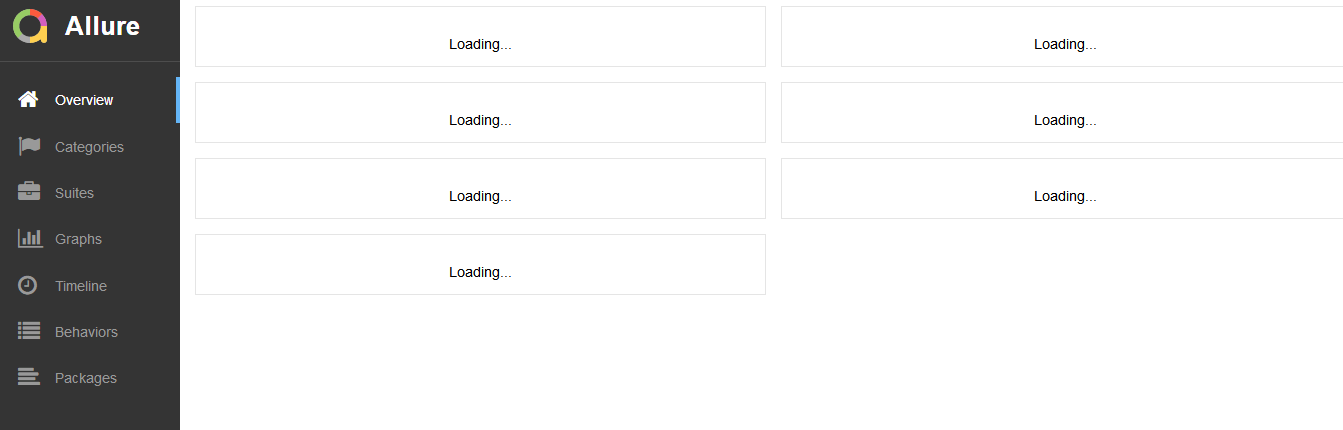 Allure
Overview
Categories
Suites
Graphs
Timeline
Behaviors
Packages
Loading...
Loading...
Loading...
Loading...
Loading...
Loading...
Loading...